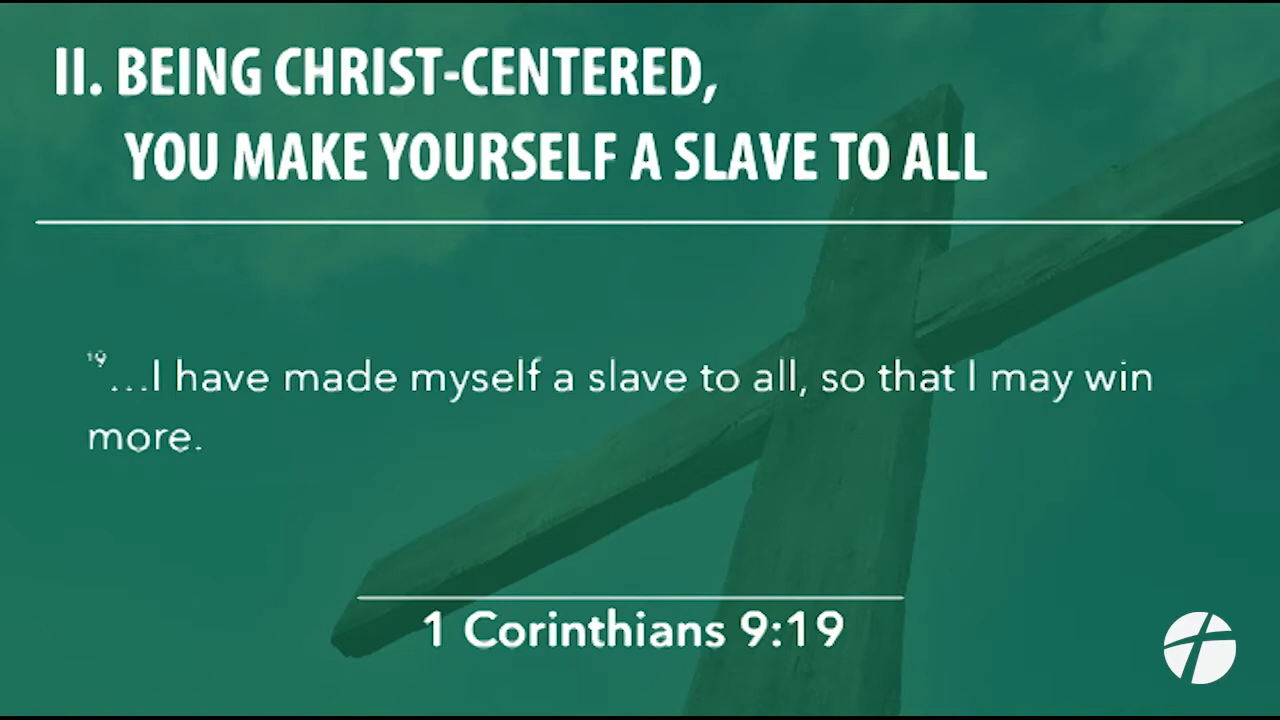 II. BEING CHRIST-CENTERED,
YOU MAKE YOURSELF A SLAVE TO ALL
19...I have made myself a slave to all, so that I may win
more.
1 Corinthians 9:19